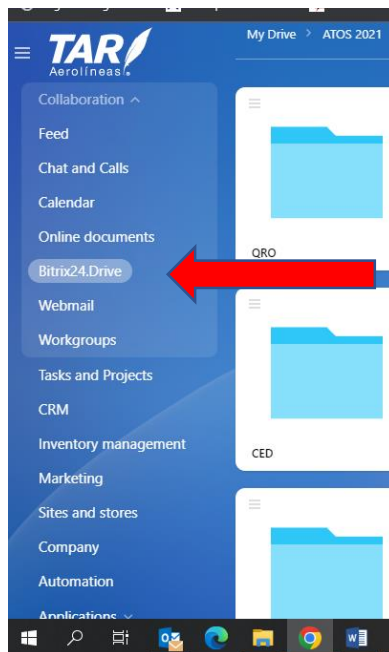 TAR
Aerolíneas
My Drive > ATOS 2021
Collaboration
Feed
Chat and Calls
Calendar
Online documents
Bitrix24.Drive
Webmail
Workgroups
Tasks and Projects
CRM
Inventory management
Marketing
Sites and stores
Company
Automation
Applications
QRO
CED